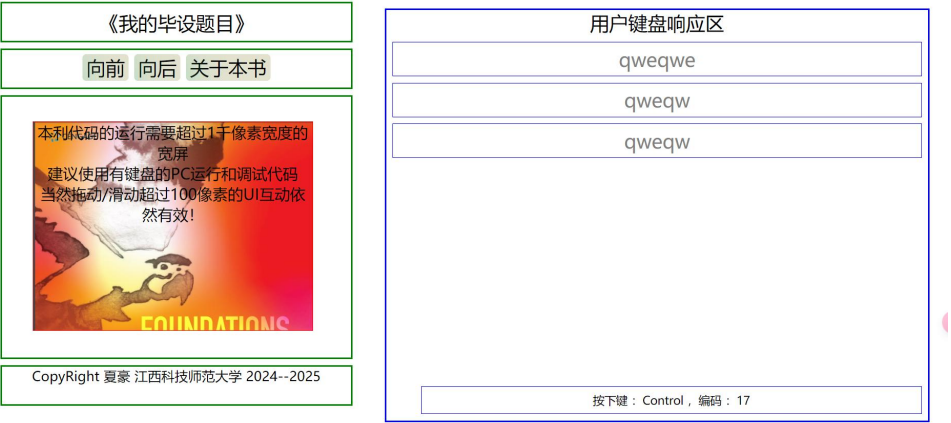 《我的毕设题目》
向前 向后 关于本书
本利代码的运行需要超过1千像素宽度的
宽屏
建议使用有键盘的PC运行和调试代码
当然拖动/滑动超过100像素的UI互动依
然有效！
FOUNDATIONS
CopyRight 夏豪 江西科技师范大学 2024--2025
用户键盘响应区
qweqwe
qweqw
qweqw
按下键 ： Control ，编码 ： 17